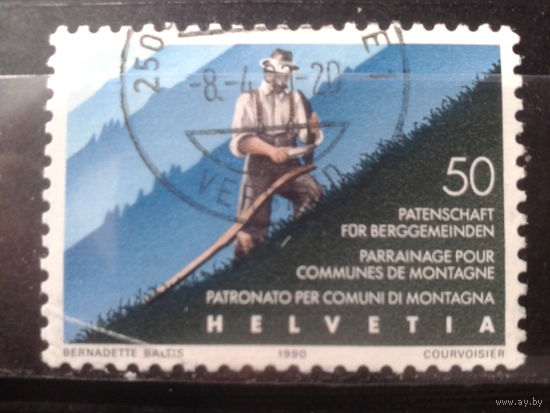 250
E
-8.-4.
-20
50
PATENSCHAFT
FÜR BERGGEMEINDEN
PARRAINAGE POUR
COMMUNES DE MONTAGNE
PATRONATO PER COMUNI DI MONTAGNA
HELVETIA
BERNADETTE BALTIS 1990 COURVOISIER
www.ay.by